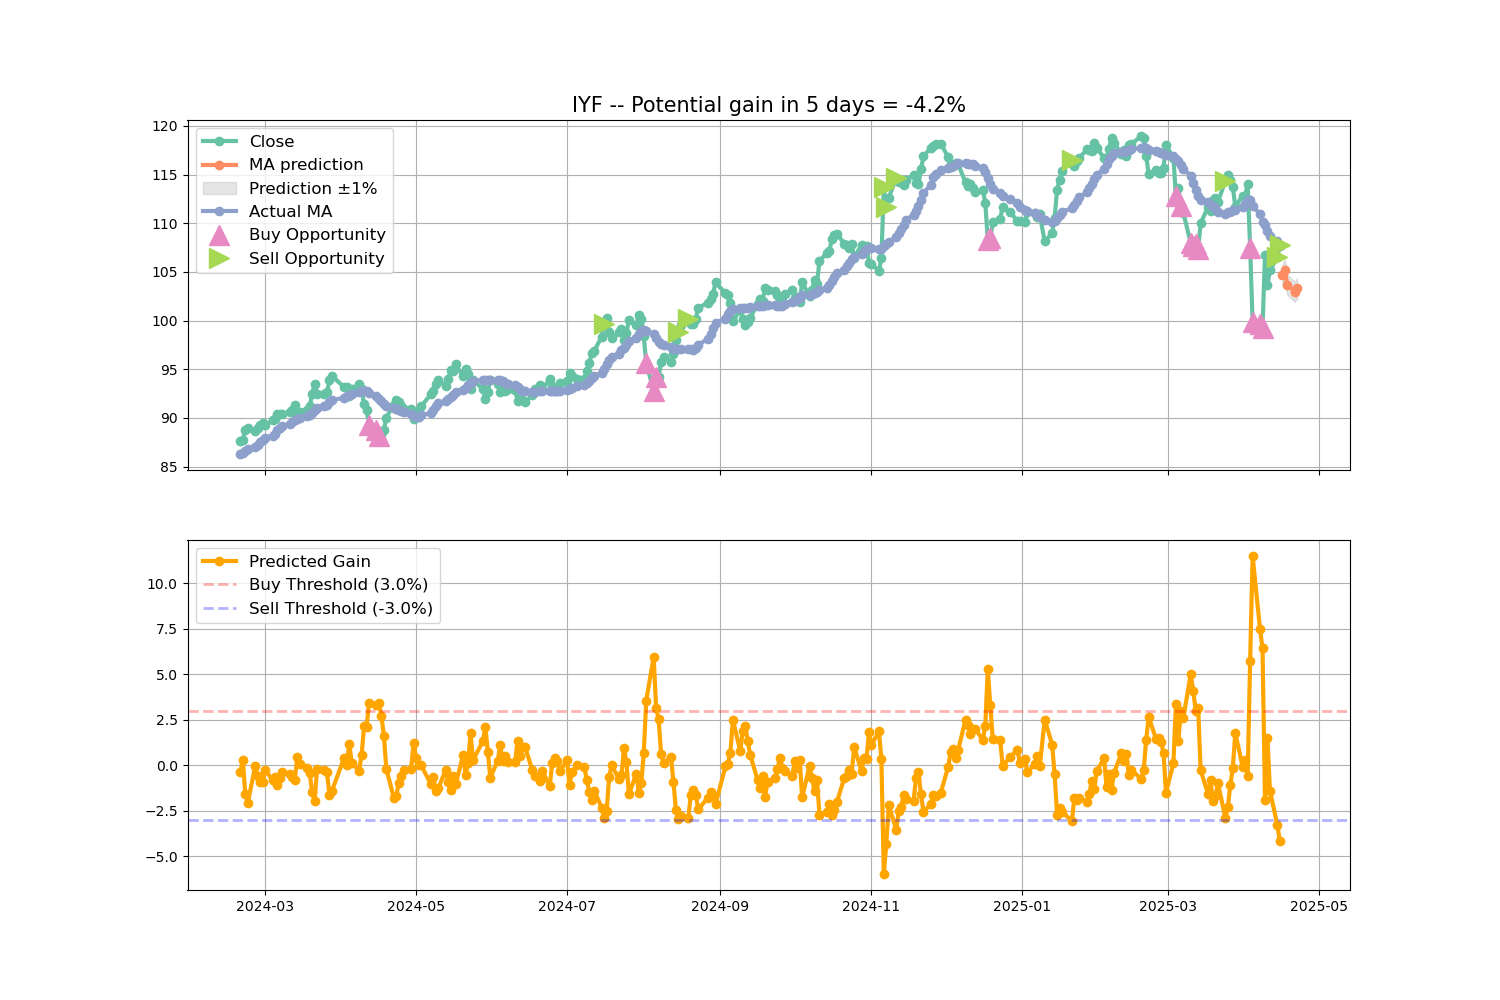 IYF -- Potential gain in 5 days = -4.2%
120
115
110
105
100
95
90
85
Close
MA prediction
Prediction ±1%
Actual MA
Buy Opportunity
Sell Opportunity
10.0
7.5
5.0
2.5
0.0
−2.5
−5.0
Predicted Gain
Buy Threshold (3.0%)
Sell Threshold (-3.0%)
2024-03 2024-05 2024-07 2024-09 2024-11 2025-01 2025-03 2025-05